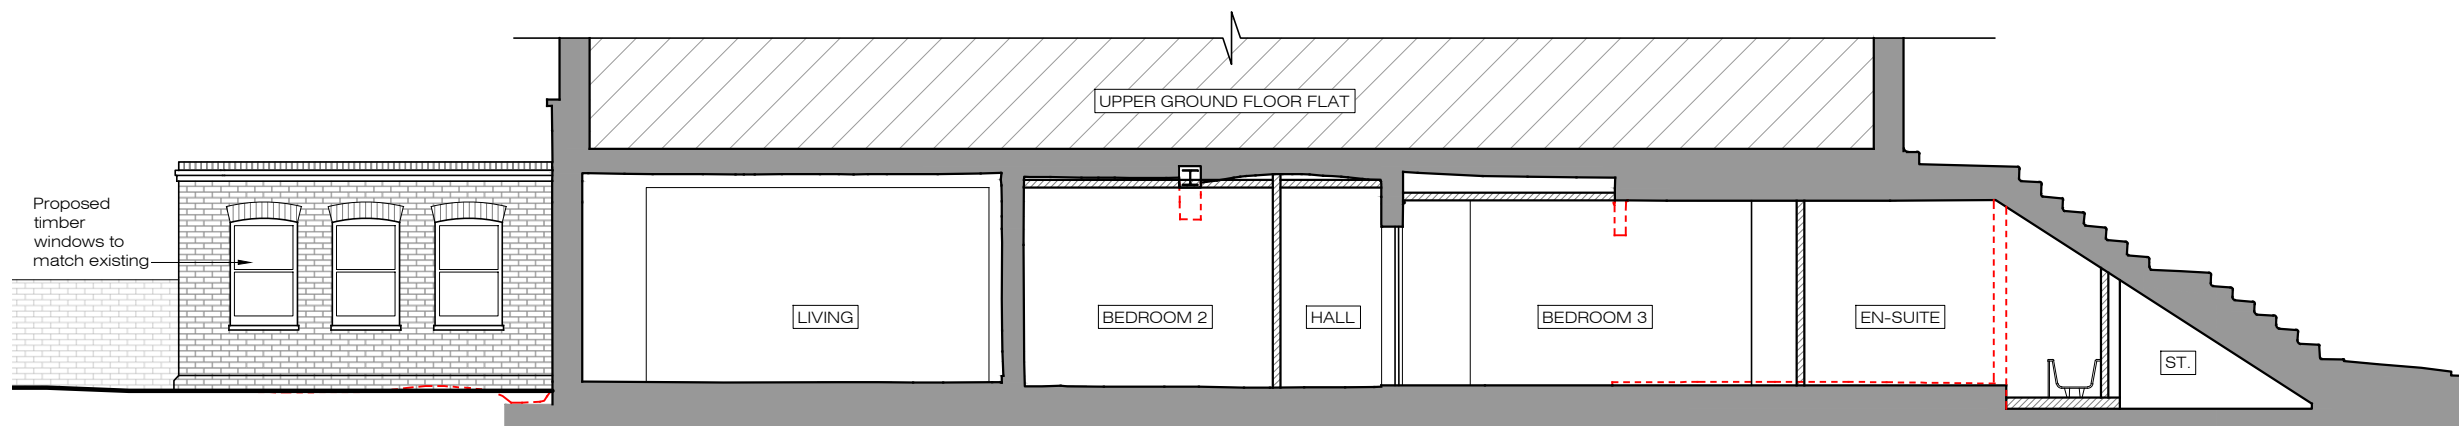 UPPER GROUND FLOOR FLAT
Proposed
timber
windows to
match existing
LIVING
BEDROOM 2
HALL
BEDROOM 3
EN-SUITE
ST.